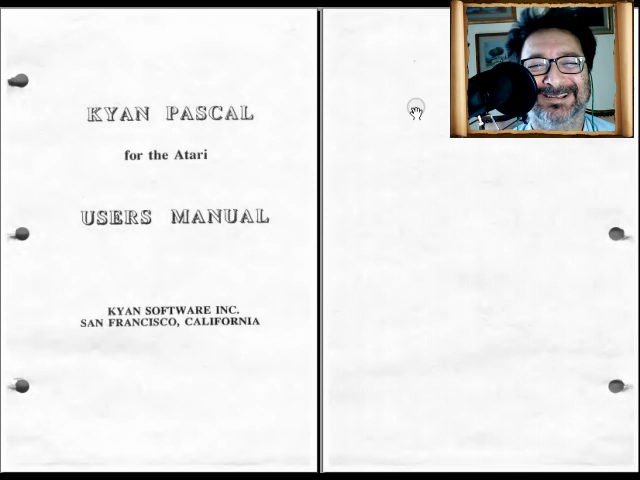 KYAN PASCAL
for the Atari
USERS MANUAL
KYAN SOFTWARE INC.
SAN FRANCISCO, CALIFORNIA